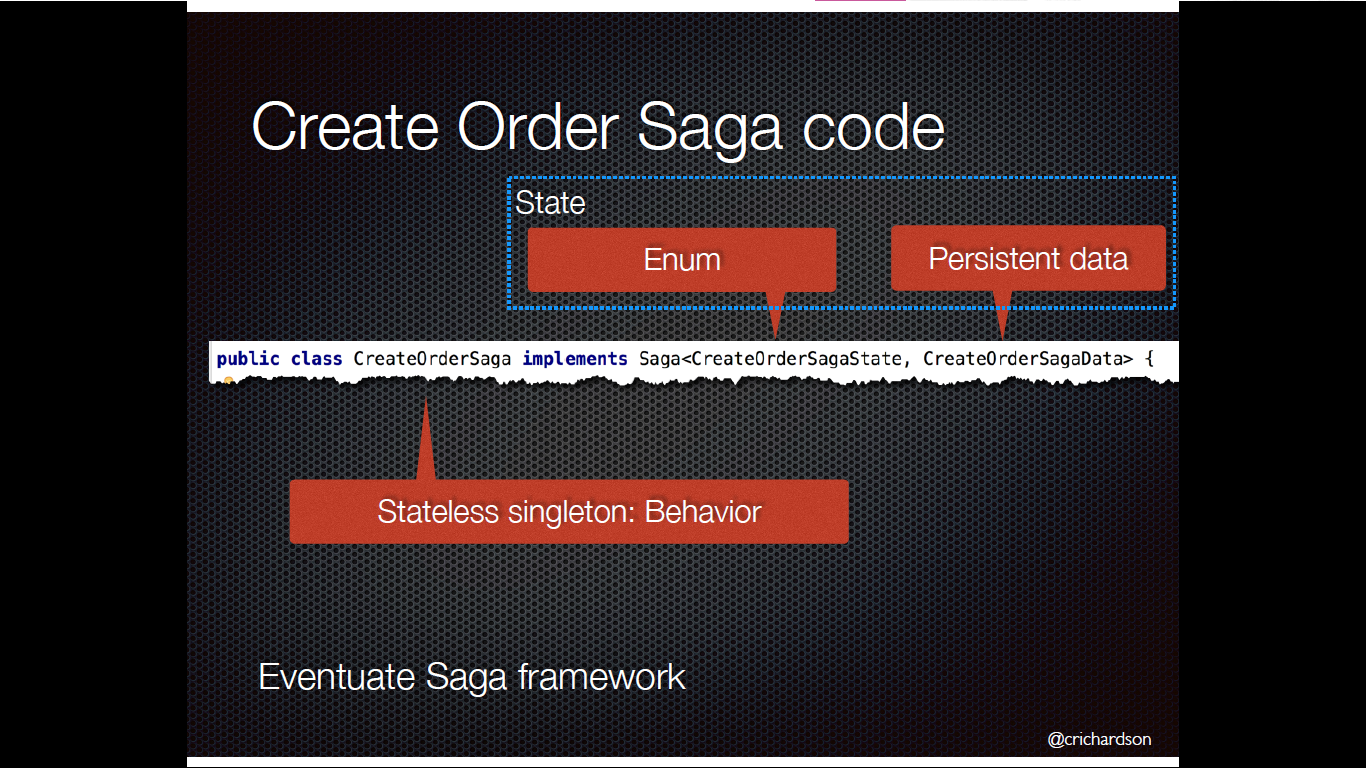 Create Order Saga code
State
Enum
Persistent data
public class CreateOrderSaga implements Saga<CreateOrderSagaState, CreateOrderSagaData> {
Stateless singleton: Behavior
Eventuate Saga framework
@crichardson